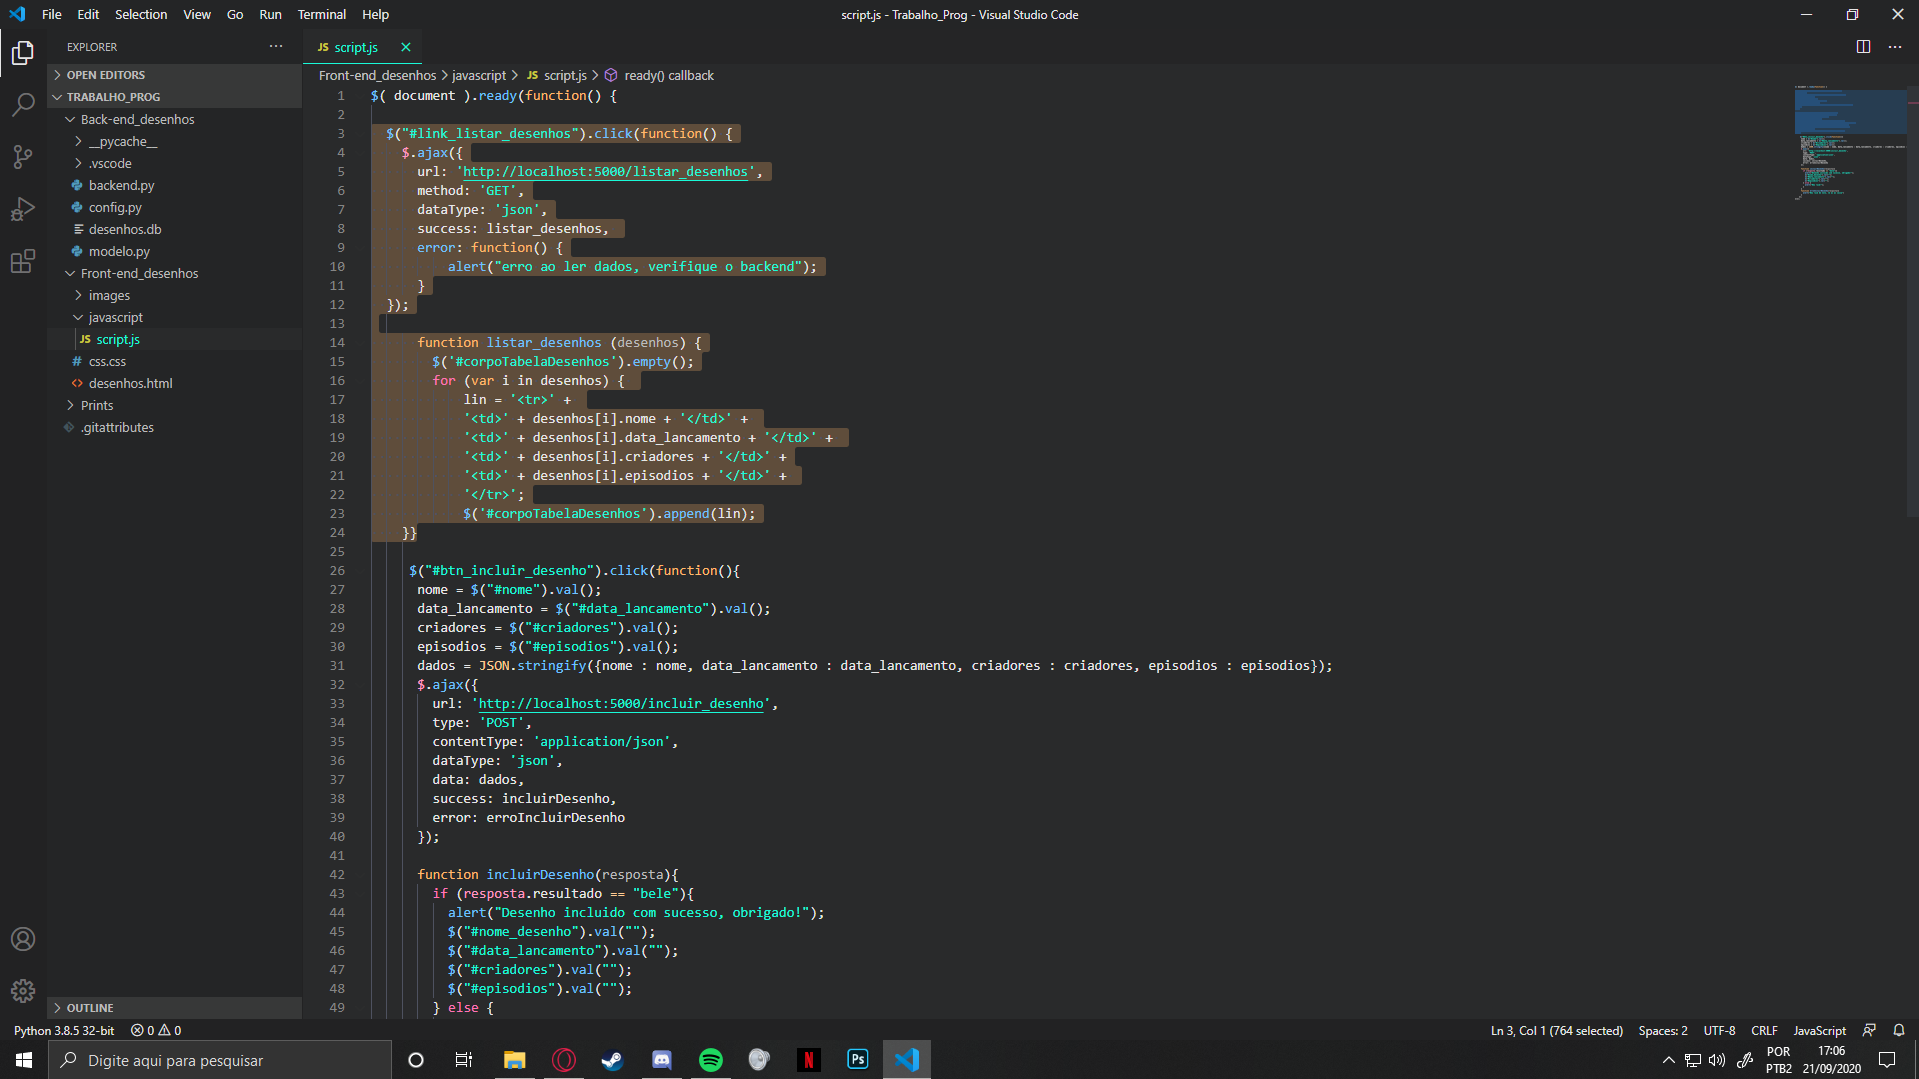 File Edit Selection View Go Run Terminal Help
script.js - Trabalho_Prog - Visual Studio Code
EXPLORER
OPEN EDITORS
TRABALHO_PROG
Back-end_desenhos
__pycache__
.vscode
backend.py
config.py
desenhos.db
modelo.py
Front-end_desenhos
images
javascript
JS script.js
# css.css
<> desenhos.html
Prints
.gitattributes
OUTLINE
JS script.js
Front-end_desenhos > javascript > JS script.js > ready() callback
1 $( document ).ready(function() {
2
3 $("#link_listar_desenhos").click(function() {
4 $.ajax({
5 url: 'http://localhost:5000/listar_desenhos',
6 method: 'GET',
7 dataType: 'json',
8 success: listar_desenhos,
9 error: function() {
10 alert("erro ao ler dados, verifique o backend");
11 }
12 });
13
14 function listar_desenhos (desenhos) {
15 $('#corpoTabelaDesenhos').empty();
16 for (var i in desenhos) {
17 lin = '<tr>' +
18 '<td>' + desenhos[i].nome + '</td>' +
19 '<td>' + desenhos[i].data_lancamento + '</td>' +
20 '<td>' + desenhos[i].criadores + '</td>' +
21 '<td>' + desenhos[i].episodios + '</td>' +
22 '</tr>';
23 $('#corpoTabelaDesenhos').append(lin);
24 }}
25
26 $("#btn_incluir_desenho").click(function(){
27 nome = $("#nome").val();
28 data_lancamento = $("#data_lancamento").val();
29 criadores = $("#criadores").val();
30 episodios = $("#episodios").val();
31 dados = JSON.stringify({nome : nome, data_lancamento : data_lancamento, criadores : criadores, episodios : episodios});
32 $.ajax({
33 url: 'http://localhost:5000/incluir_desenho',
34 type: 'POST',
35 contentType: 'application/json',
36 dataType: 'json',
37 data: dados,
38 success: incluirDesenho,
39 error: erroIncluirDesenho
40 });
41
42 function incluirDesenho(resposta){
43 if (resposta.resultado == "bele"){
44 alert("Desenho incluido com sucesso, obrigado!");
45 $("#nome_desenho").val("");
46 $("#data_lancamento").val("");
47 $("#criadores").val("");
48 $("#episodios").val("");
49 } else {
Python 3.8.5 32-bit 0 0
Ln 3, Col 1 (764 selected) Spaces: 2 UTF-8 CRLF JavaScript
Digite aqui para pesquisar
N
Ps
POR
PTB2
17:06
21/09/2020